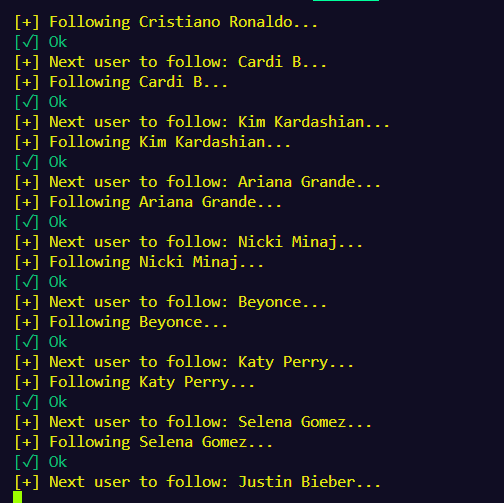 [+] Following Cristiano Ronaldo...
[✓] Ok
[+] Next user to follow: Cardi B...
[+] Following Cardi B...
[✓] Ok
[+] Next user to follow: Kim Kardashian...
[+] Following Kim Kardashian...
[✓] Ok
[+] Next user to follow: Ariana Grande...
[+] Following Ariana Grande...
[✓] Ok
[+] Next user to follow: Nicki Minaj...
[+] Following Nicki Minaj...
[✓] Ok
[+] Next user to follow: Beyonce...
[+] Following Beyonce...
[✓] Ok
[+] Next user to follow: Katy Perry...
[+] Following Katy Perry...
[✓] Ok
[+] Next user to follow: Selena Gomez...
[+] Following Selena Gomez...
[✓] Ok
[+] Next user to follow: Justin Bieber...